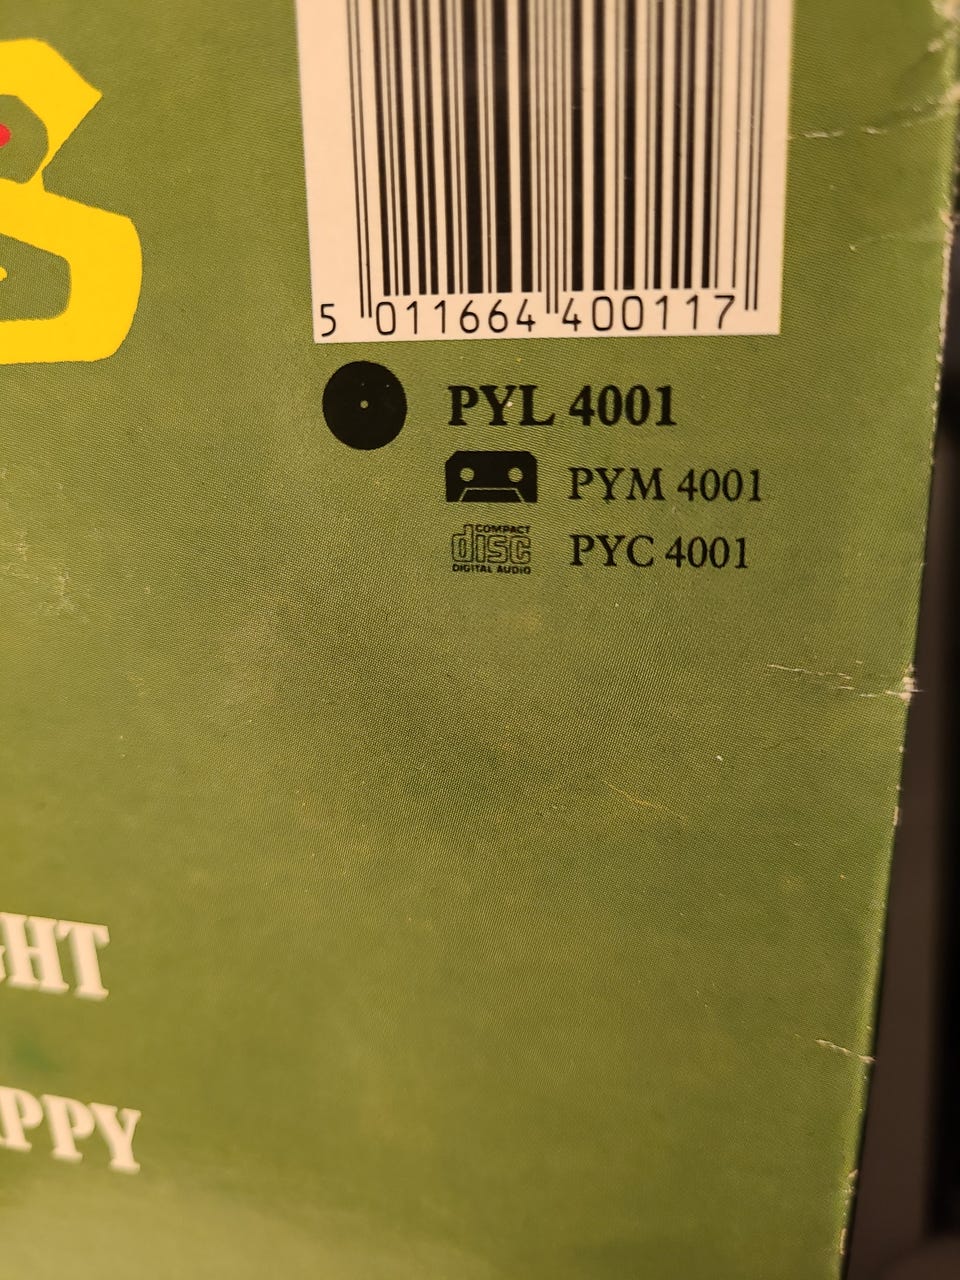 5 011664 400117
PYL 4001
PYM 4001
COMPACT
disc
DIGITAL AUDIO
PYC 4001
GHT
PPY